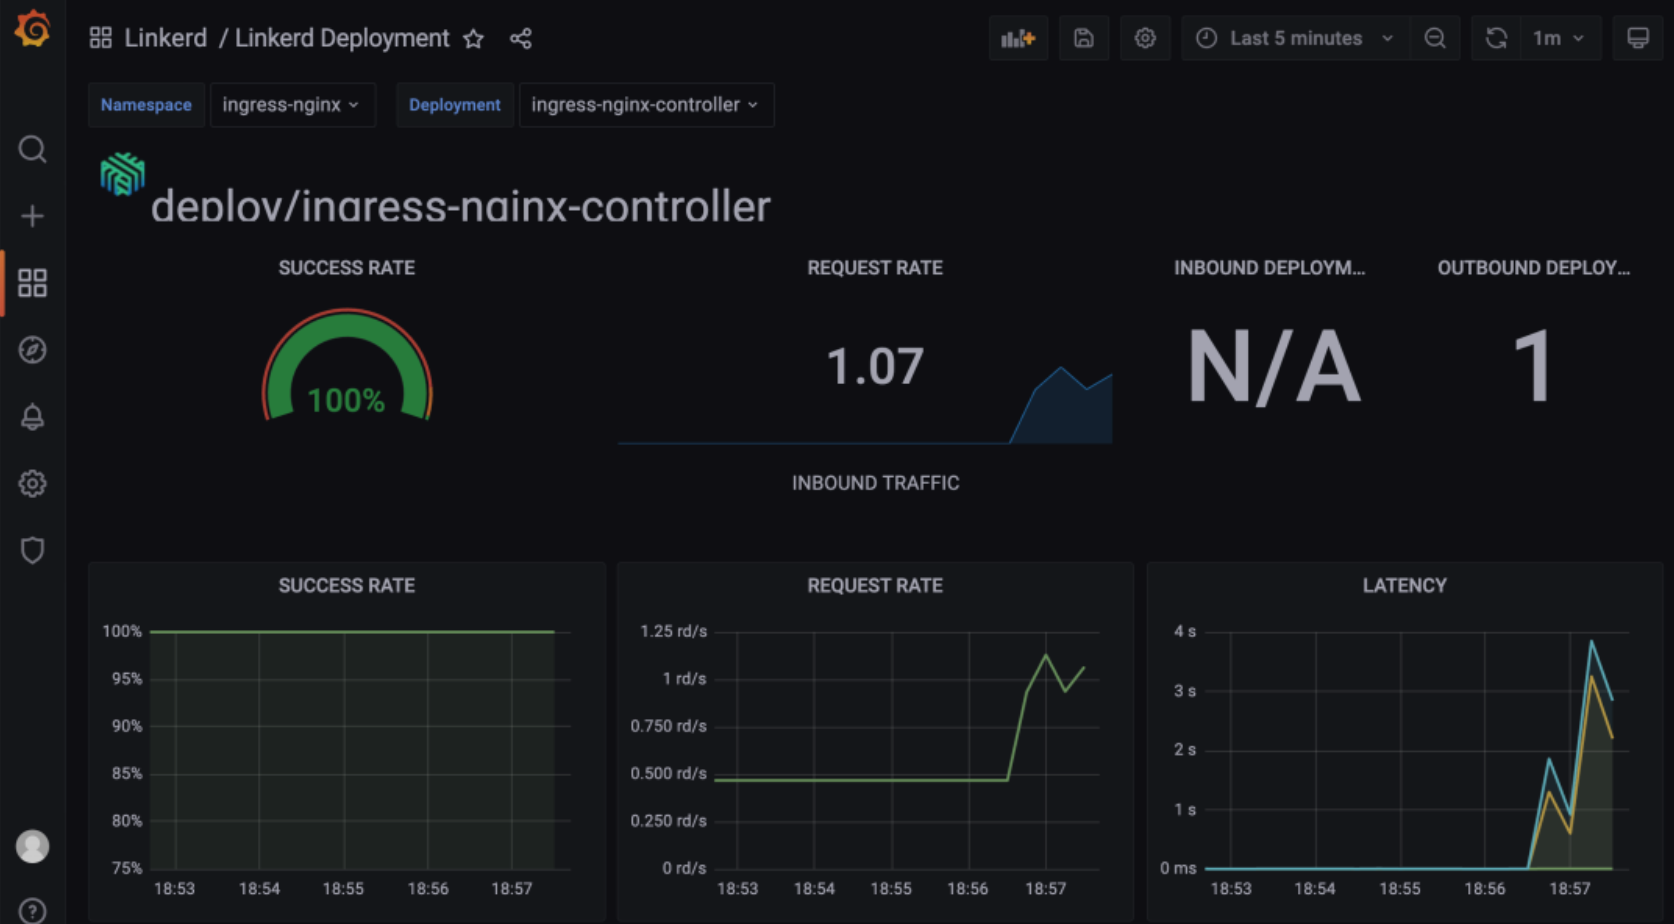 Linkerd / Linkerd Deployment
Last 5 minutes
1m
Namespace ingress-nginx Deployment ingress-nginx-controller
deploy/ingress-nginx-controller
SUCCESS RATE
100%
REQUEST RATE
1.07
INBOUND DEPLOYM...
N/A
OUTBOUND DEPLOY...
1
INBOUND TRAFFIC
SUCCESS RATE
100%
95%
90%
85%
80%
75%
18:53 18:54 18:55 18:56 18:57
REQUEST RATE
1.25 rd/s
1 rd/s
0.750 rd/s
0.500 rd/s
0.250 rd/s
0 rd/s
18:53 18:54 18:55 18:56 18:57
LATENCY
4 s
3 s
2 s
1 s
0 ms
18:53 18:54 18:55 18:56 18:57